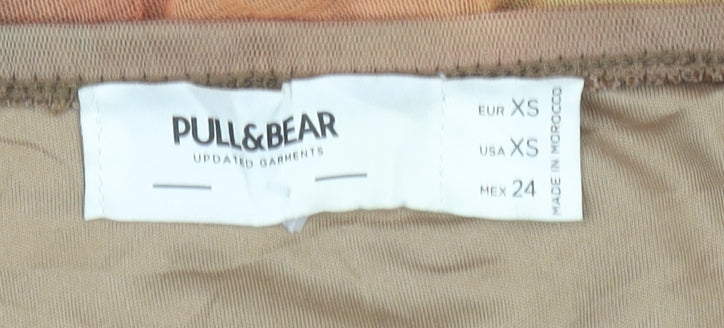 PULL&BEAR
UPDATED GARMENTS
EUR XS
USA XS
MEX 24
MADE IN MOROCCO